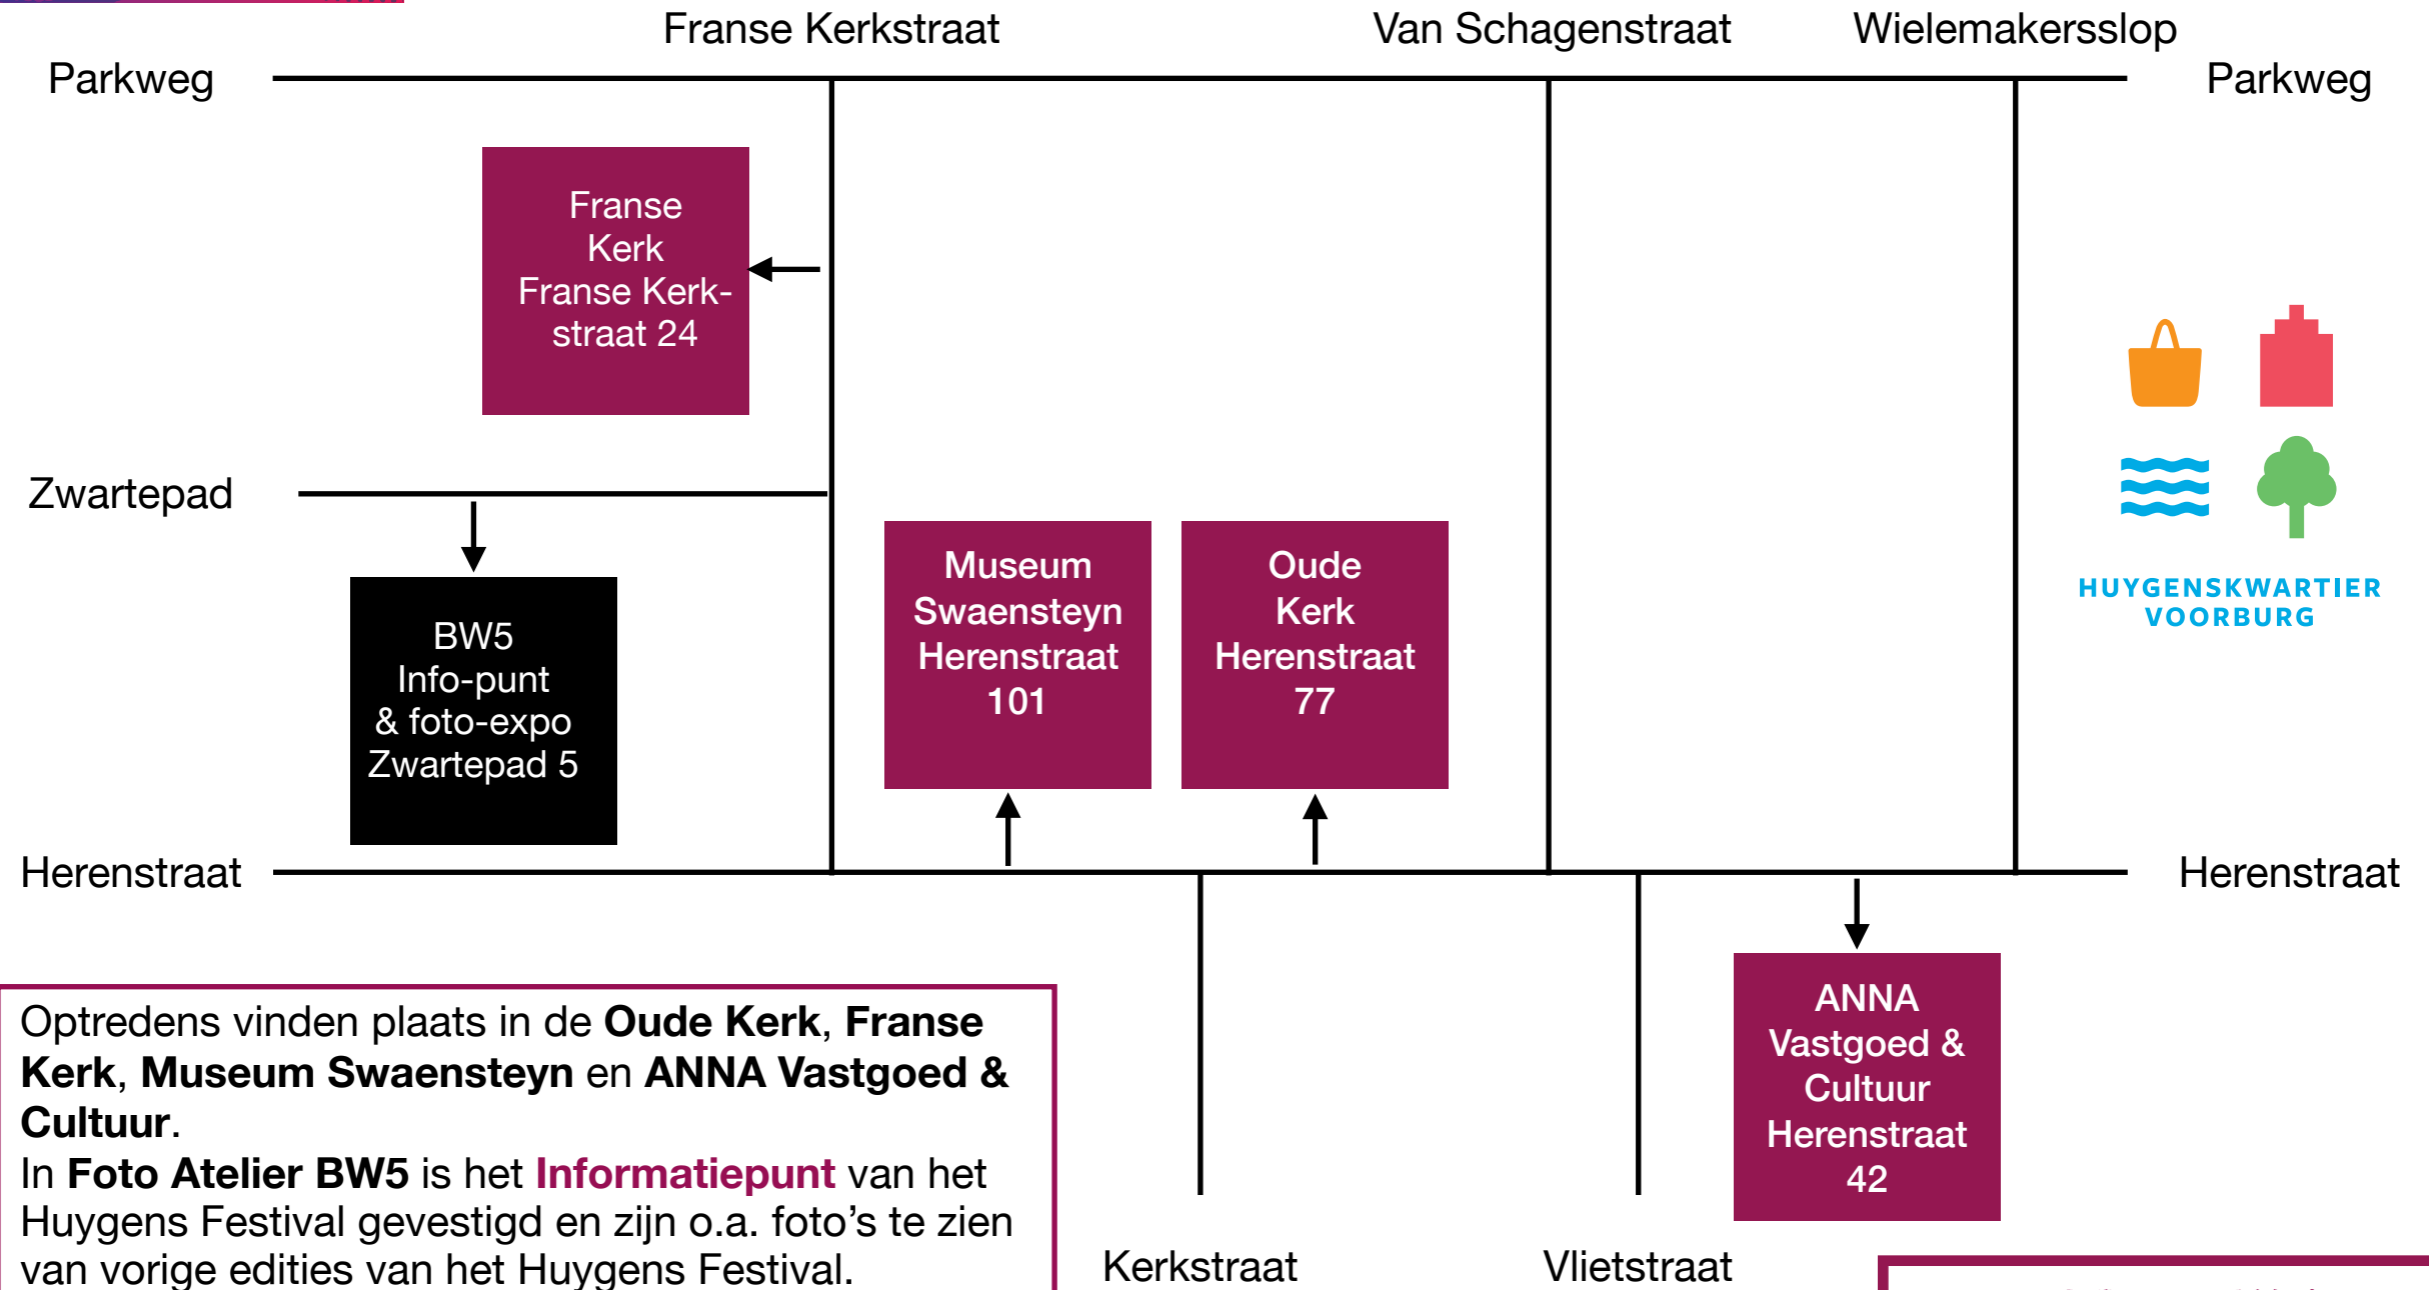 Franse Kerkstraat
Van Schagenstraat
Wielemakersslop
Parkweg
Parkweg
Franse
Kerk
Franse Kerk-
straat 24
Zwartepad
BW5
Info-punt
& foto-expo
Zwartepad 5
Museum
Swaensteyn
Herenstraat
101
Oude
Kerk
Herenstraat
77
HUYGENSKWARTIER
VOORBURG
Herenstraat
Herenstraat
ANNA
Vastgoed &
Cultuur
Herenstraat
42
Optredens vinden plaats in de Oude Kerk, Franse
Kerk, Museum Swaensteyn en ANNA Vastgoed &
Cultuur.
In Foto Atelier BW5 is het Informatiepunt van het
Huygens Festival gevestigd en zijn o.a. foto’s te zien
van vorige edities van het Huygens Festival.
Kerkstraat
Vlietstraat